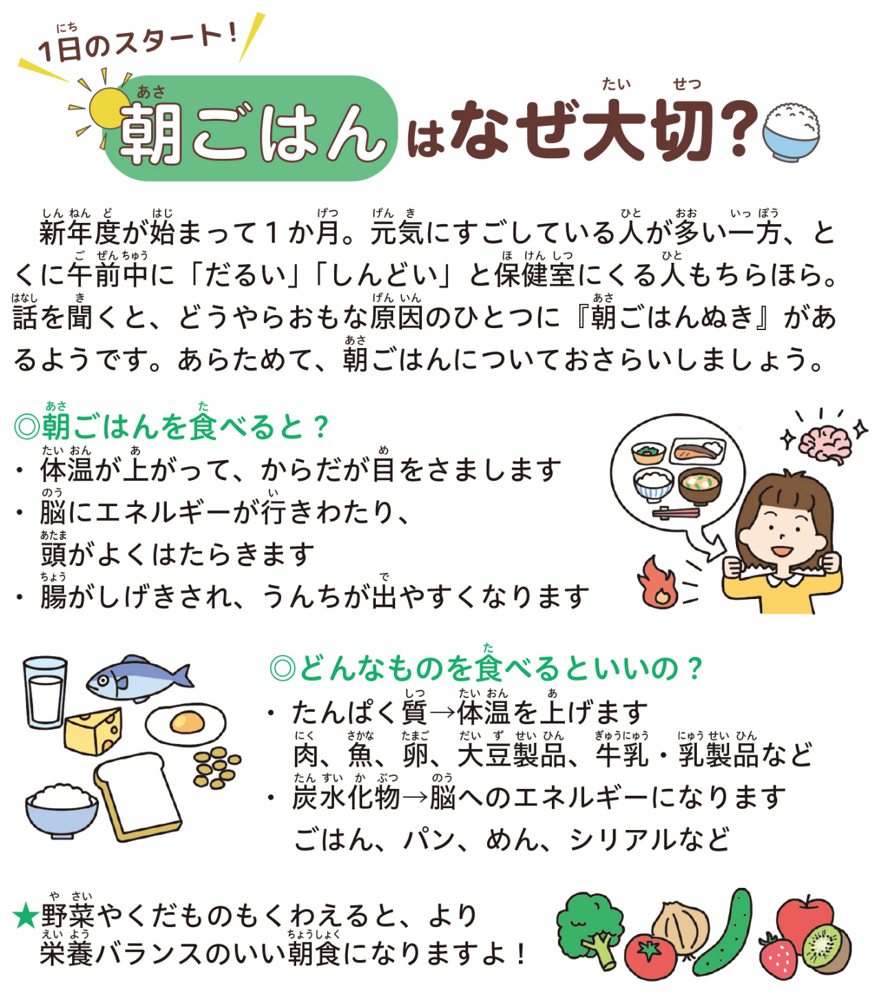 1日のスタート!
朝ごはんはなぜ大切?
新年度が始まって１か月。元気にすごしている人が多い一方、と
くに午前中に「だるい」「しんどい」と保健室にくる人もちらほら。
話を聞くと、どうやらおもな原因のひとつに『朝ごはんぬき』があ
るようです。あらためて、朝ごはんについておさらいしましょう。
◎朝ごはんを食べると？
・体温が上がって、からだが目をさまします
・脳にエネルギーが行きわたり、
頭がよくはたらきます
・腸がしげきされ、うんちが出やすくなります
◎どんなものを食べるといいの？
・たんぱく質→体温を上げます
肉、魚、卵、大豆製品、牛乳・乳製品など
・炭水化物→脳へのエネルギーになります
ごはん、パン、めん、シリアルなど
★野菜やくだものもくわえると、より
栄養バランスのいい朝食になりますよ！